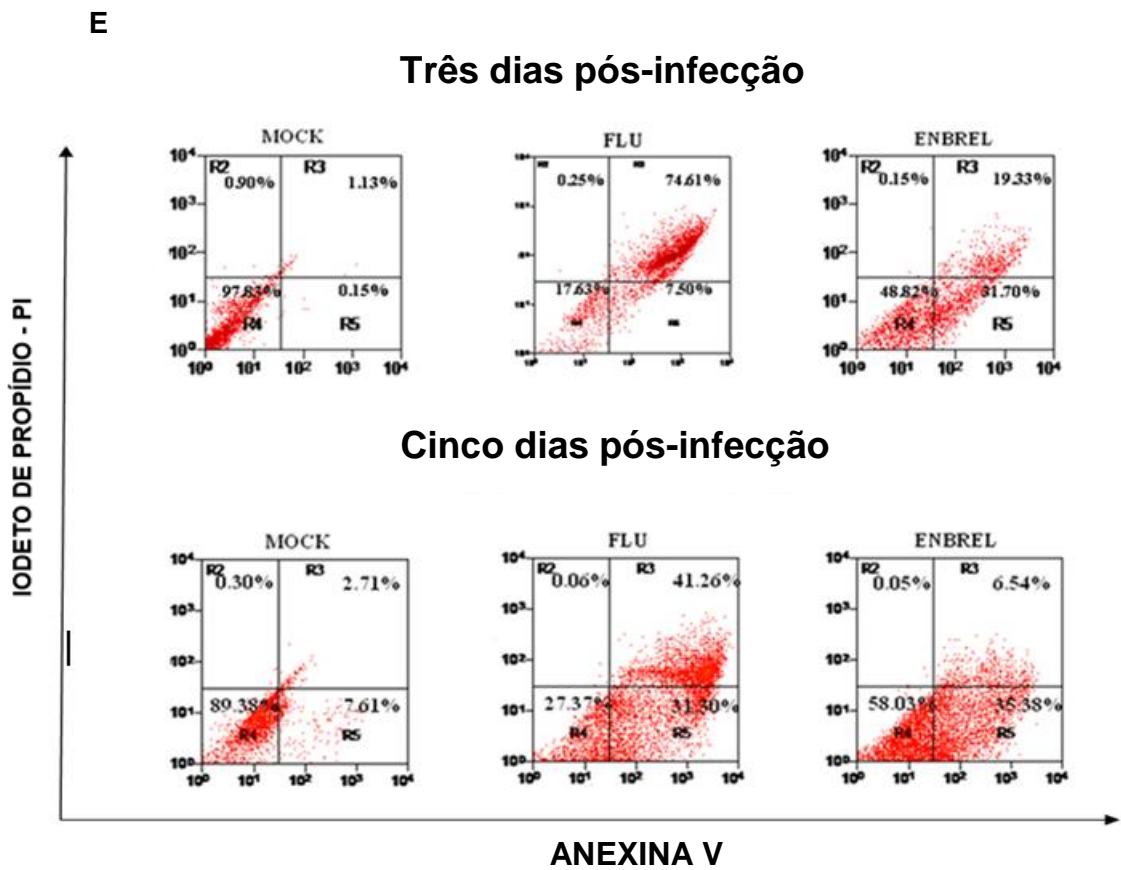 E
Três dias pós-infecção
MOCK
10⁴
R2
R3
0.90%
1.13%
10³
10²
97.83%
0.15%
10¹
R4
R5
10⁰
10⁰ 10¹ 10² 10³ 10⁴
FLU
0.25%
74.61%
17.63%
7.50%
ENBREL
10⁴
R2
R3
0.15%
19.33%
10³
10²
48.82%
31.70%
10¹
R4
R5
10⁰
10⁰ 10¹ 10² 10³ 10⁴
IODETO DE PROPÍDIO - PI
Cinco dias pós-infecção
MOCK
10⁴
R2
R3
0.30%
2.71%
10³
10²
89.38%
7.61%
10¹
R4
R5
10⁰
10⁰ 10¹ 10² 10³ 10⁴
FLU
10⁴
R2
R3
0.06%
41.26%
10³
10²
27.37%
31.30%
10¹
R4
R5
10⁰
10⁰ 10¹ 10² 10³ 10⁴
ENBREL
10⁴
R2
R3
0.05%
6.54%
10³
10²
58.03%
35.38%
10¹
R4
R5
10⁰
10⁰ 10¹ 10² 10³ 10⁴
ANEXINA V